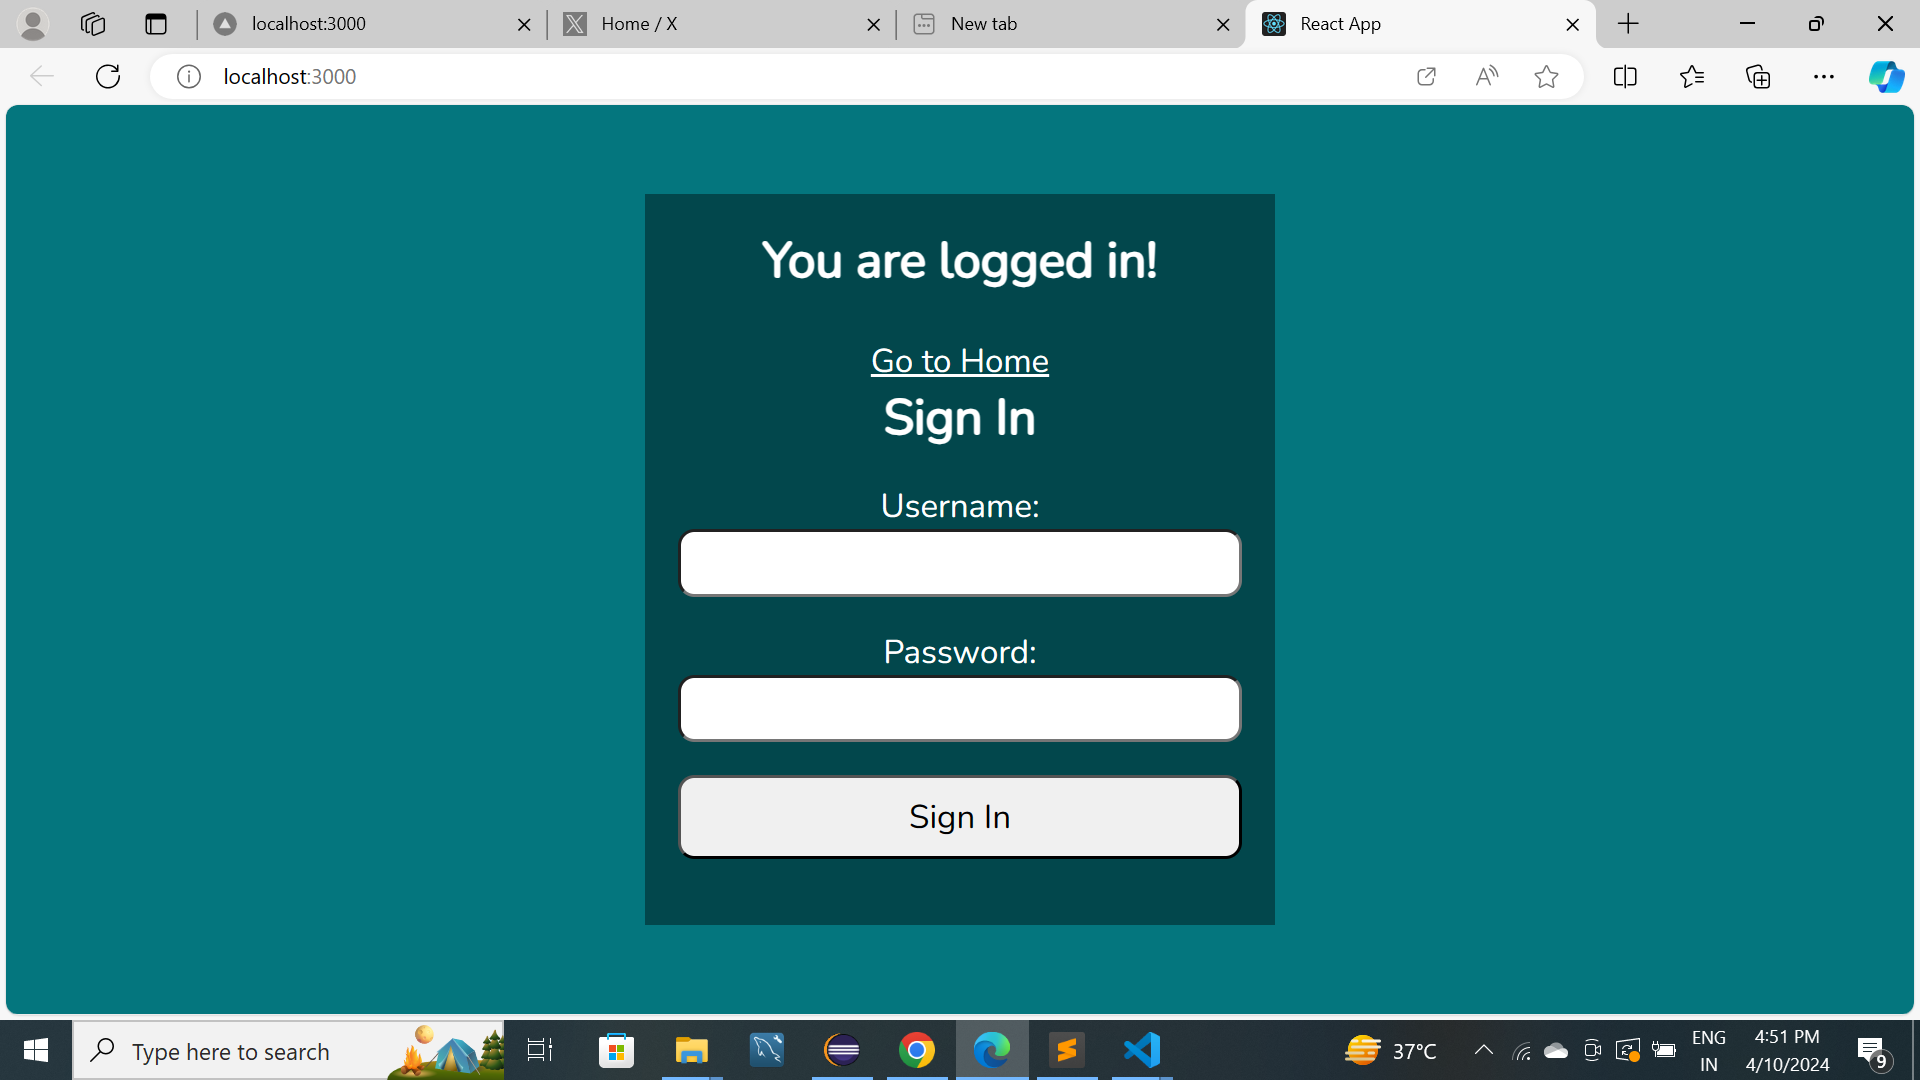 localhost:3000
Home / X
New tab
React App
localhost:3000
You are logged in!
Go to Home
Sign In
Username:
Password:
Sign In
Type here to search
37°C
ENG
IN
4:51 PM
4/10/2024
9